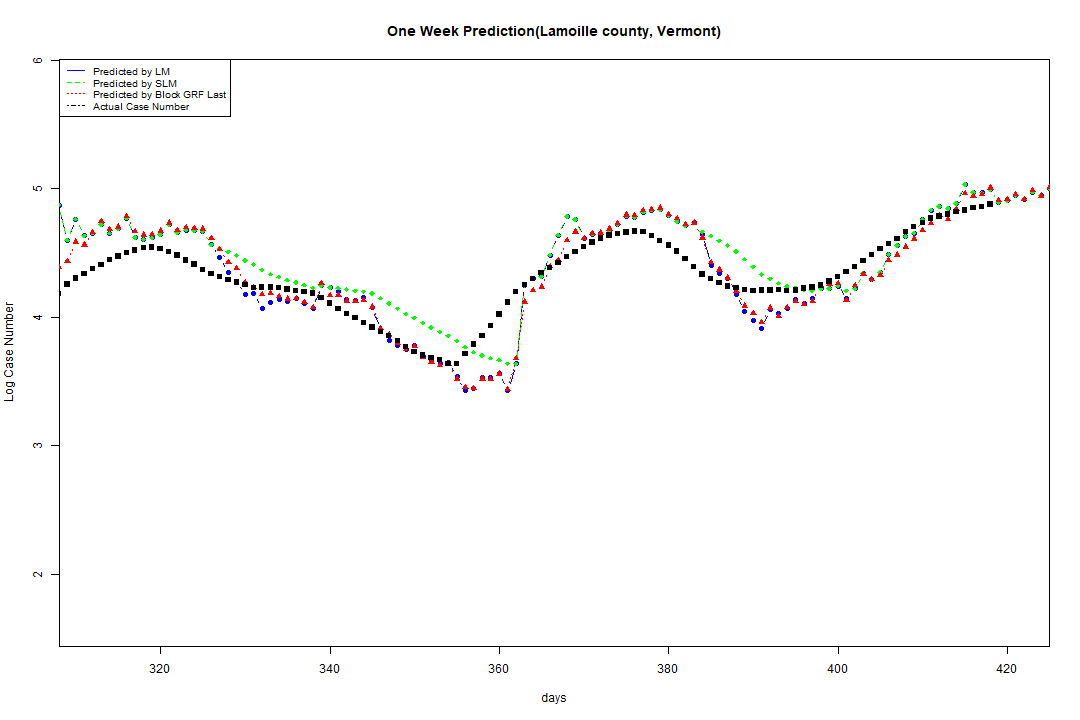 One Week Prediction(Lamoille county, Vermont)
6
Predicted by LM
Predicted by SLM
Predicted by Block GRF Last
Actual Case Number
5
4
3
2
Log Case Number
320 340 360 380 400 420
days